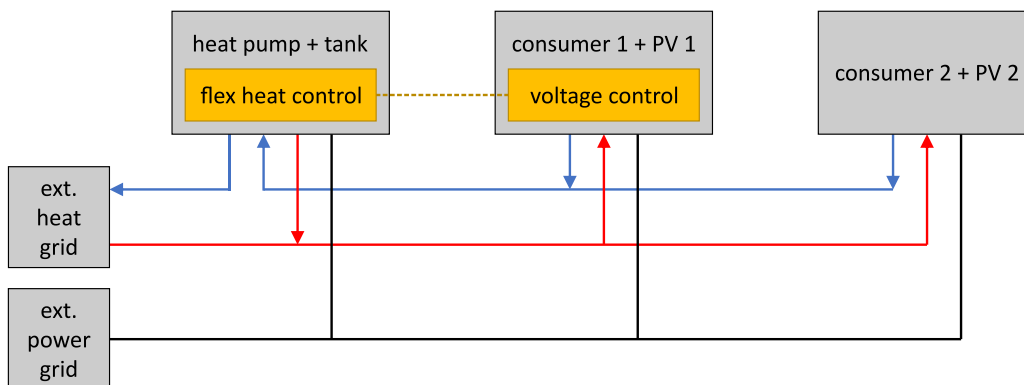 heat pump + tank
flex heat control
consumer 1 + PV 1
voltage control
consumer 2 + PV 2
ext.
heat
grid
ext.
power
grid